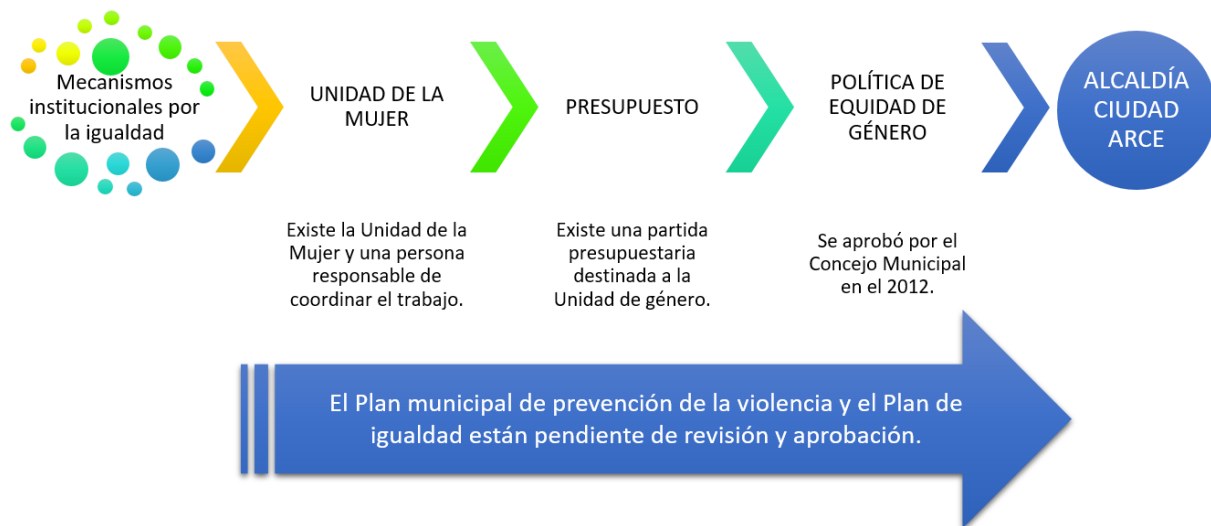 Mecanismos
institucionales por
la igualdad
UNIDAD DE LA
MUJER
PRESUPUESTO
POLÍTICA DE
EQUIDAD DE
GÉNERO
ALCALDÍA
CIUDAD
ARCE
Existe la Unidad de la
Mujer y una persona
responsable de
coordinar el trabajo.
Existe una partida
presupuestaria
destinada a la
Unidad de género.
Se aprobó por el
Concejo Municipal
en el 2012.
El Plan municipal de prevención de la violencia y el Plan de
igualdad están pendiente de revisión y aprobación.